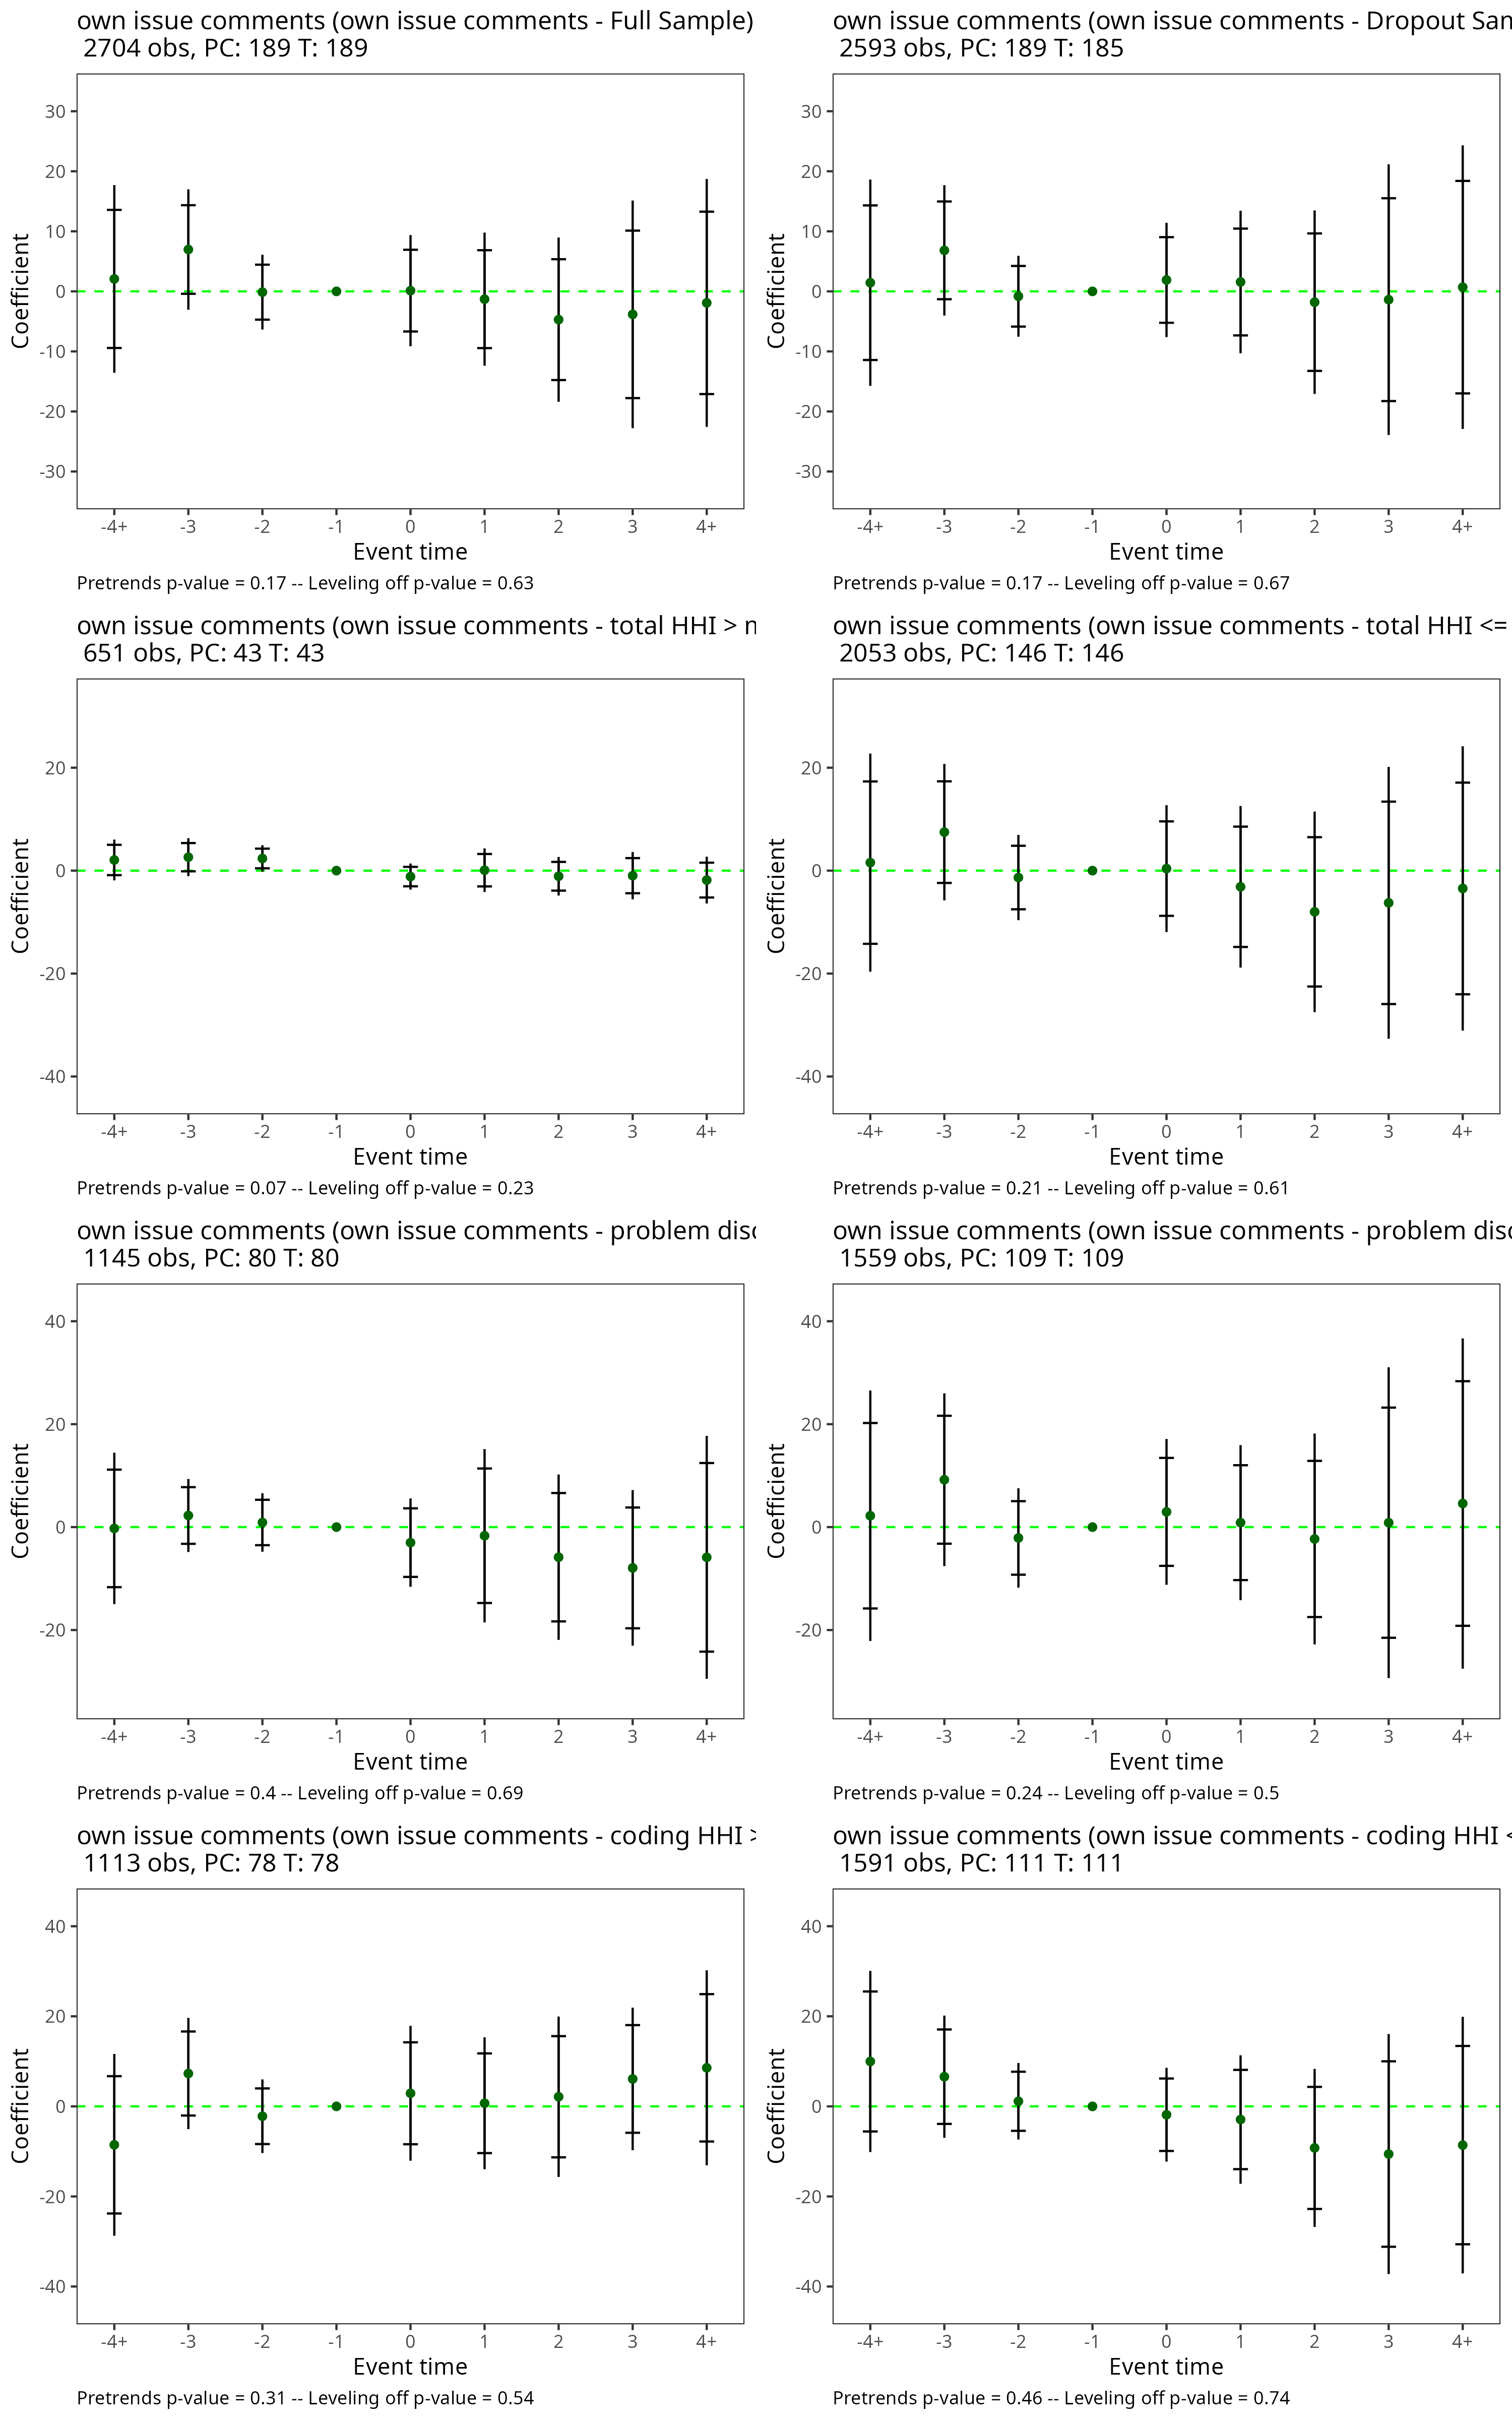 own issue comments (own issue comments - Full Sample)
2704 obs, PC: 189 T: 189
30
20
10
0
-10
-20
-30
Coefficient
-4+ -3 -2 -1 0 1 2 3 4+
Event time
Pretrends p-value = 0.17 -- Leveling off p-value = 0.63
own issue comments (own issue comments - Dropout San
2593 obs, PC: 189 T: 185
30
20
10
0
-10
-20
-30
Coefficient
-4+ -3 -2 -1 0 1 2 3 4+
Event time
Pretrends p-value = 0.17 -- Leveling off p-value = 0.67
own issue comments (own issue comments - total HHI >
651 obs, PC: 43 T: 43
20
0
-20
-40
Coefficient
-4+ -3 -2 -1 0 1 2 3 4+
Event time
Pretrends p-value = 0.07 -- Leveling off p-value = 0.23
own issue comments (own issue comments - total HHI <=
2053 obs, PC: 146 T: 146
20
0
-20
-40
Coefficient
-4+ -3 -2 -1 0 1 2 3 4+
Event time
Pretrends p-value = 0.21 -- Leveling off p-value = 0.61
own issue comments (own issue comments - problem disc
1145 obs, PC: 80 T: 80
40
20
0
-20
Coefficient
-4+ -3 -2 -1 0 1 2 3 4+
Event time
Pretrends p-value = 0.4 -- Leveling off p-value = 0.69
own issue comments (own issue comments - problem disc
1559 obs, PC: 109 T: 109
40
20
0
-20
Coefficient
-4+ -3 -2 -1 0 1 2 3 4+
Event time
Pretrends p-value = 0.24 -- Leveling off p-value = 0.5
own issue comments (own issue comments - coding HHI >
1113 obs, PC: 78 T: 78
40
20
0
-20
-40
Coefficient
-4+ -3 -2 -1 0 1 2 3 4+
Event time
Pretrends p-value = 0.31 -- Leveling off p-value = 0.54
own issue comments (own issue comments - coding HHI <
1591 obs, PC: 111 T: 111
40
20
0
-20
-40
Coefficient
-4+ -3 -2 -1 0 1 2 3 4+
Event time
Pretrends p-value = 0.46 -- Leveling off p-value = 0.74